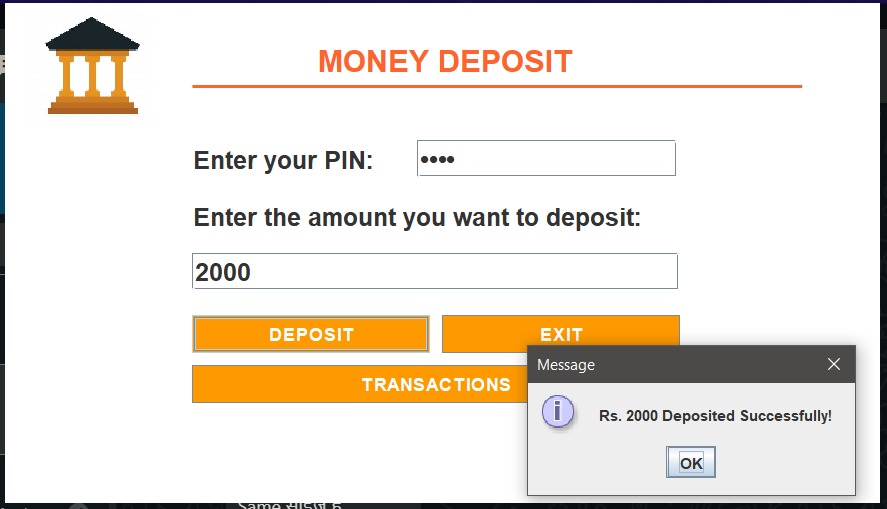 MONEY DEPOSIT
Enter your PIN:
Enter the amount you want to deposit:
2000
DEPOSIT EXIT
TRANSACTIONS
Message
Rs. 2000 Deposited Successfully!
OK
Same